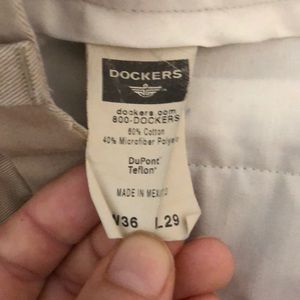 DOCKERS
dockers.com
800-DOCKERS
60% Cotton
40% Microfiber Polyester
DuPont
Teflon
MADE IN MEXICO
W36 L29